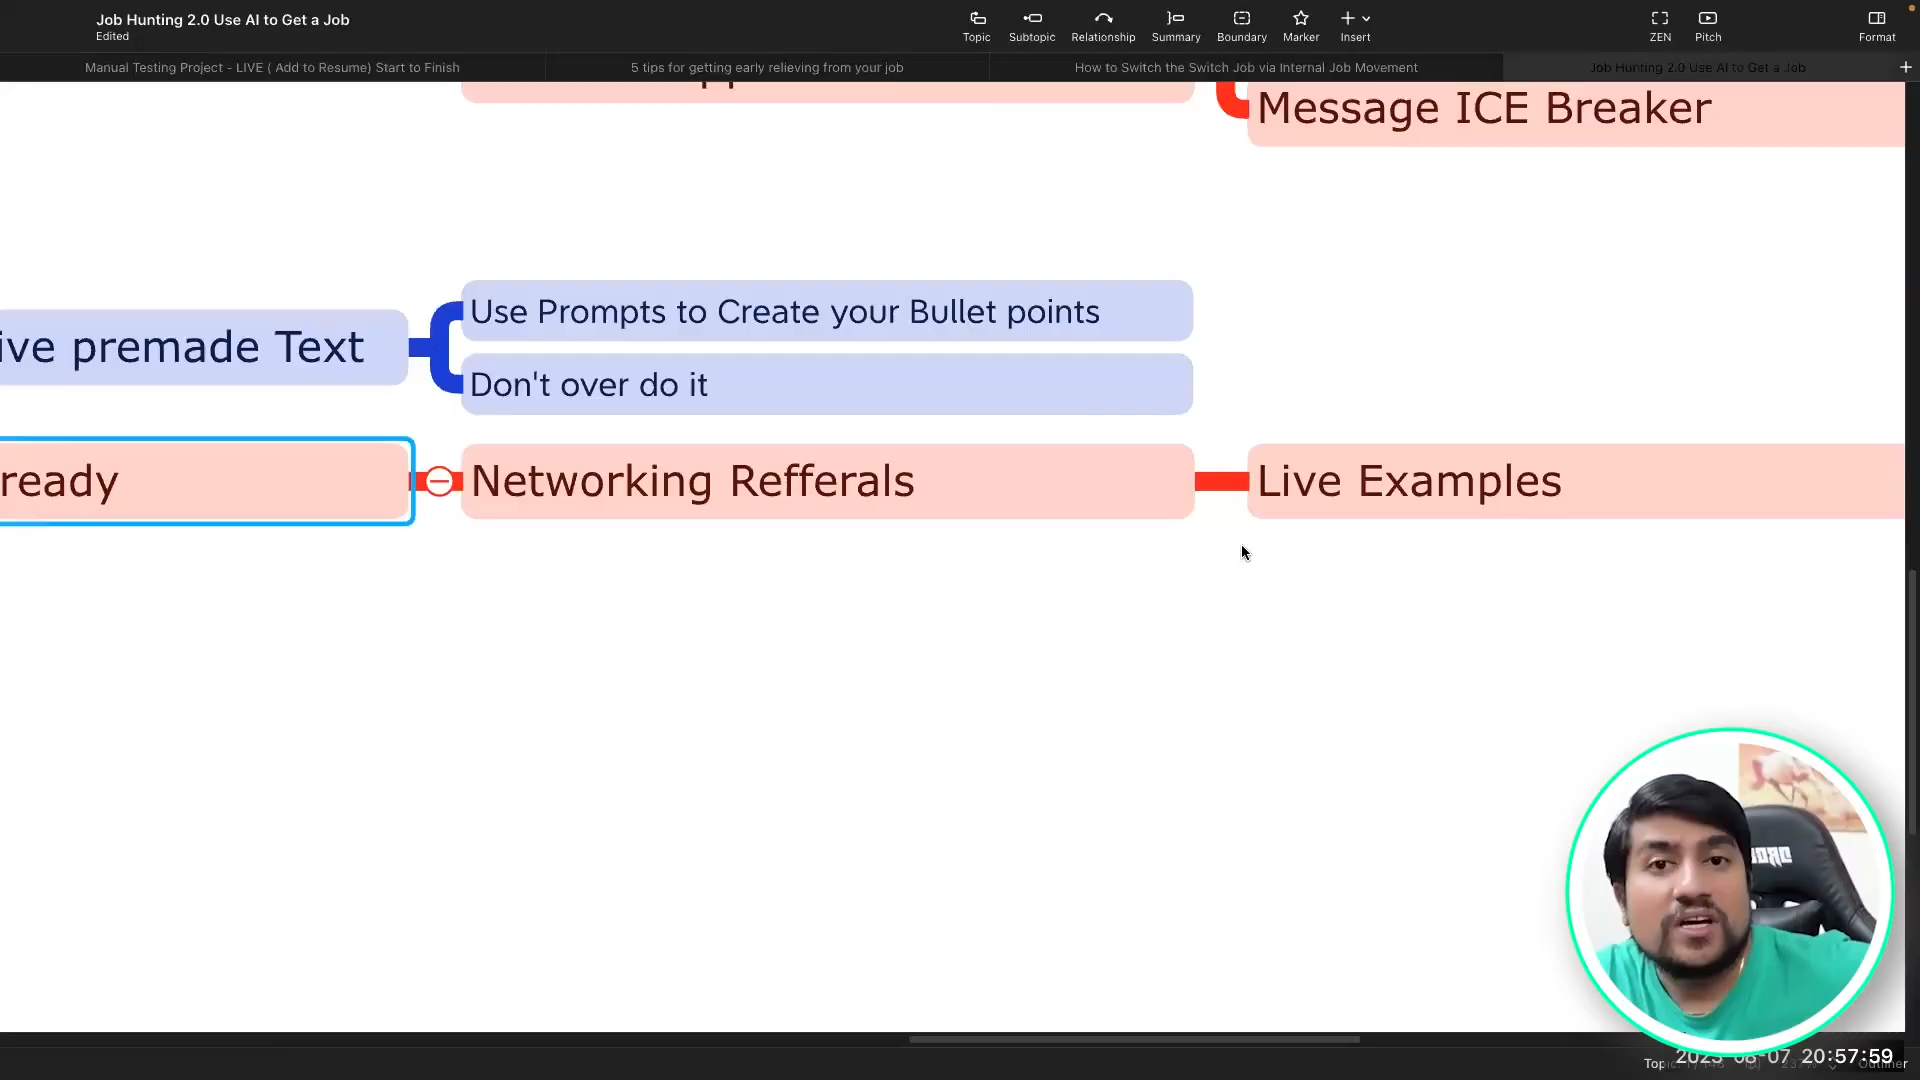 Job Hunting 2.0 Use AI to Get a Job
Edited
Topic
Subtopic
Relationship
Summary
Boundary
Marker
Insert
ZEN
Pitch
Format
Manual Testing Project - LIVE ( Add to Resume) Start to Finish
5 tips for getting early relieving from your job
How to Switch the Switch Job via Internal Job Movement
Job Hunting 2.0 Use AI to Get a Job
Message ICE Breaker
Use Prompts to Create your Bullet points
ive premade Text
Don't over do it
ready
Networking Refferals
Live Examples
2023-08-07 20:57:59
Outliner